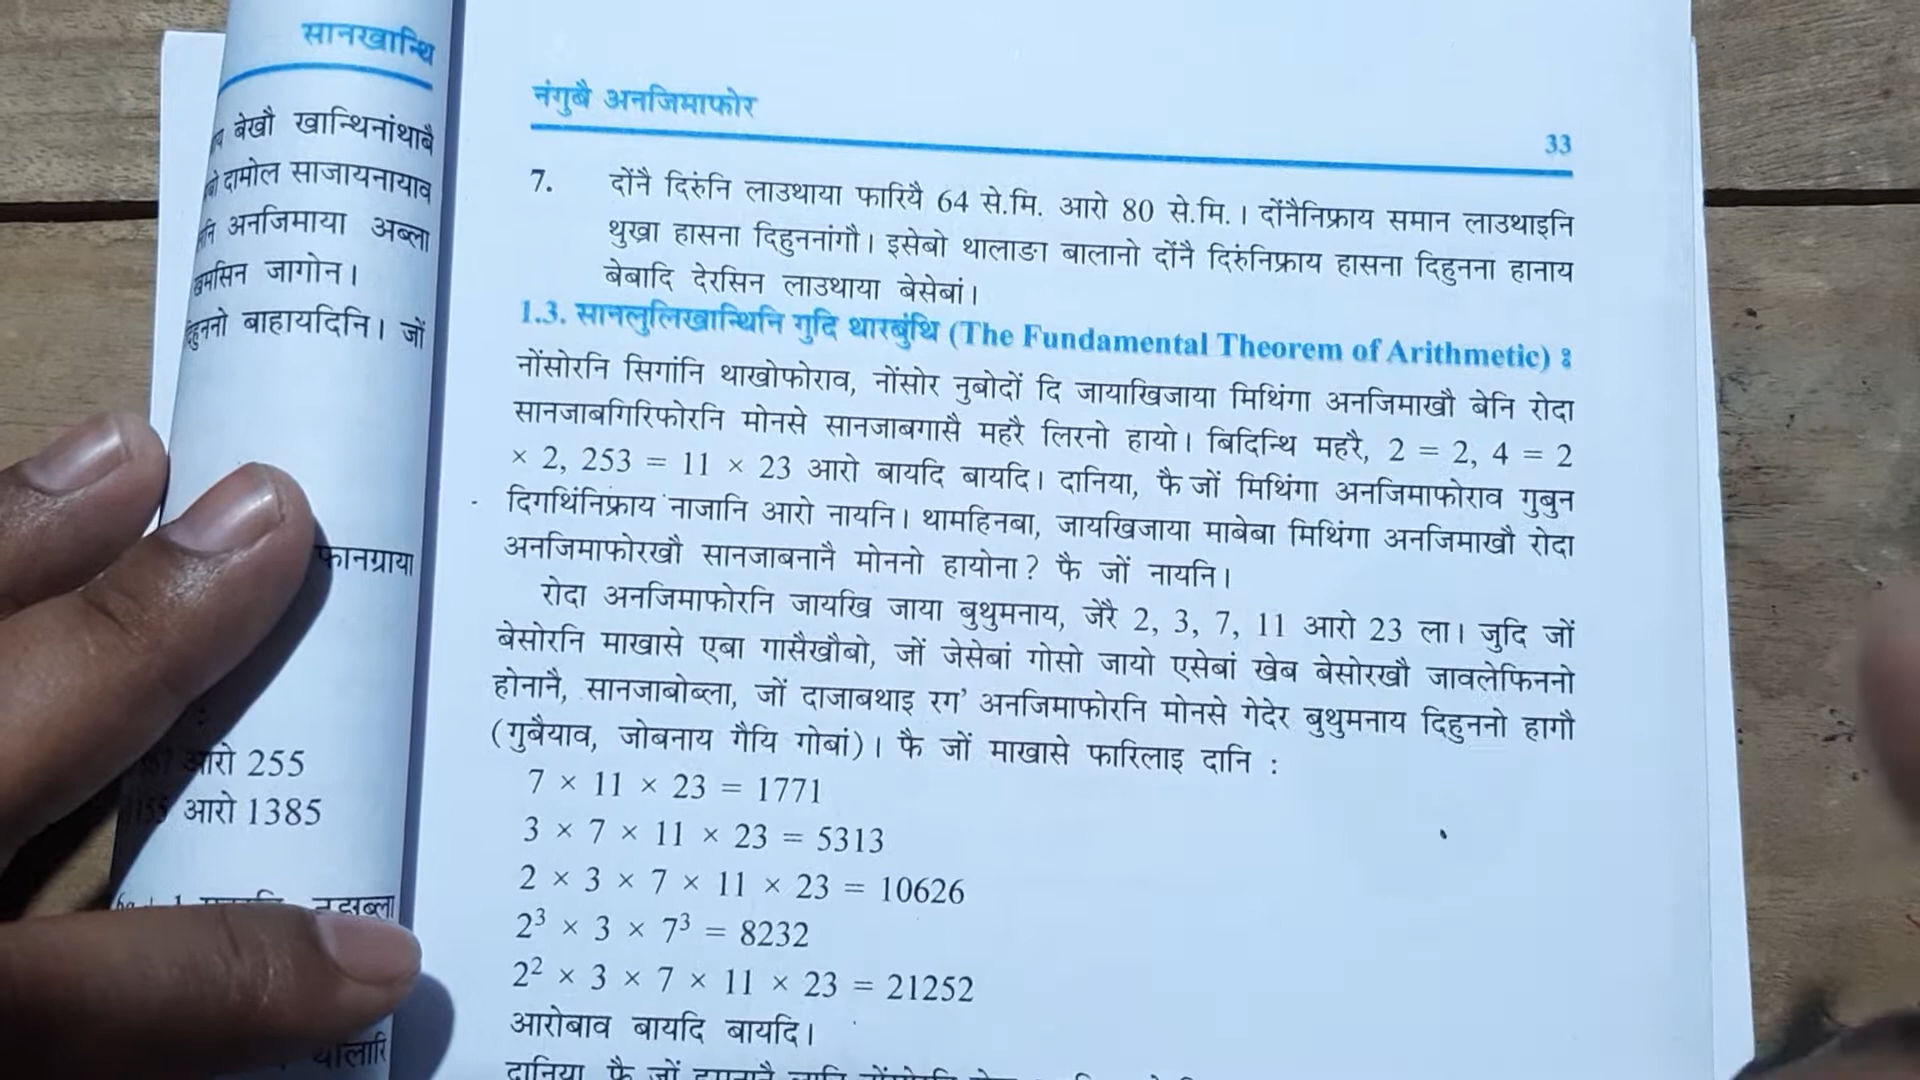 सानखान्थि
बेखौ खान्थिनांथाबै
दामोल साजायनायाव
अनजिमाया अब्ला
जागोन।
बाहायदिनि। जों
फानग्राया
आरो 255
आरो 1385
नंगुबै अनजिमाफोर
33
7. दोंनै दिरुंनि लाउथाया फारियै 64 से.मि. आरो 80 से.मि.। दोंनैनिफ्राय समान लाउथाइनि
थुख्रा हासना दिहुननांगौ। इसेबो थालाङा बालानो दोंनै दिरुंनिफ्राय हासना दिहुनना हानाय
बेबादि देरसिन लाउथाया बेसेबां।
1.3. सानलुलिखान्थिनि गुदि थारबुंथि (The Fundamental Theorem of Arithmetic) :
नोंसोरनि सिगांनि थाखोफोराव, नोंसोर नुबोदों दि जायाखिजाया मिथिंगा अनजिमाखौ बेनि रोदा
सानजाबगिरिफोरनि मोनसे सानजाबगासै महरै लिरनो हायो। बिदिन्थि महरै, 2 = 2, 4 = 2
× 2, 253 = 11 × 23 आरो बायदि बायदि। दानिया, फै जों मिथिंगा अनजिमाफोराव गुबुन
दिगथिंनिफ्राय नाजानि आरो नायनि। थामहिनबा, जायखिजाया माबेबा मिथिंगा अनजिमाखौ रोदा
अनजिमाफोरखौ सानजाबनानै मोननो हायोना? फै जों नायनि।
रोदा अनजिमाफोरनि जायखि जाया बुथुमनाय, जेरै 2, 3, 7, 11 आरो 23 ला। जुदि जों
बेसोरनि माखासे एबा गासैखौबो, जों जेसेबां गोसो जायो एसेबां खेब बेसोरखौ जावलेफिननो
होनानै, सानजाबोब्ला, जों दाजाबथाइ रग' अनजिमाफोरनि मोनसे गेदेर बुथुमनाय दिहुननो हागौ
(गुबैयाव, जोबनाय गैयि गोबां)। फै जों माखासे फारिलाइ दानि :
7 × 11 × 23 = 1771
3 × 7 × 11 × 23 = 5313
2 × 3 × 7 × 11 × 23 = 10626
2³ × 3 × 7³ = 8232
2² × 3 × 7 × 11 × 23 = 21252
आरोबाव बायदि बायदि।
दानिया फै जों